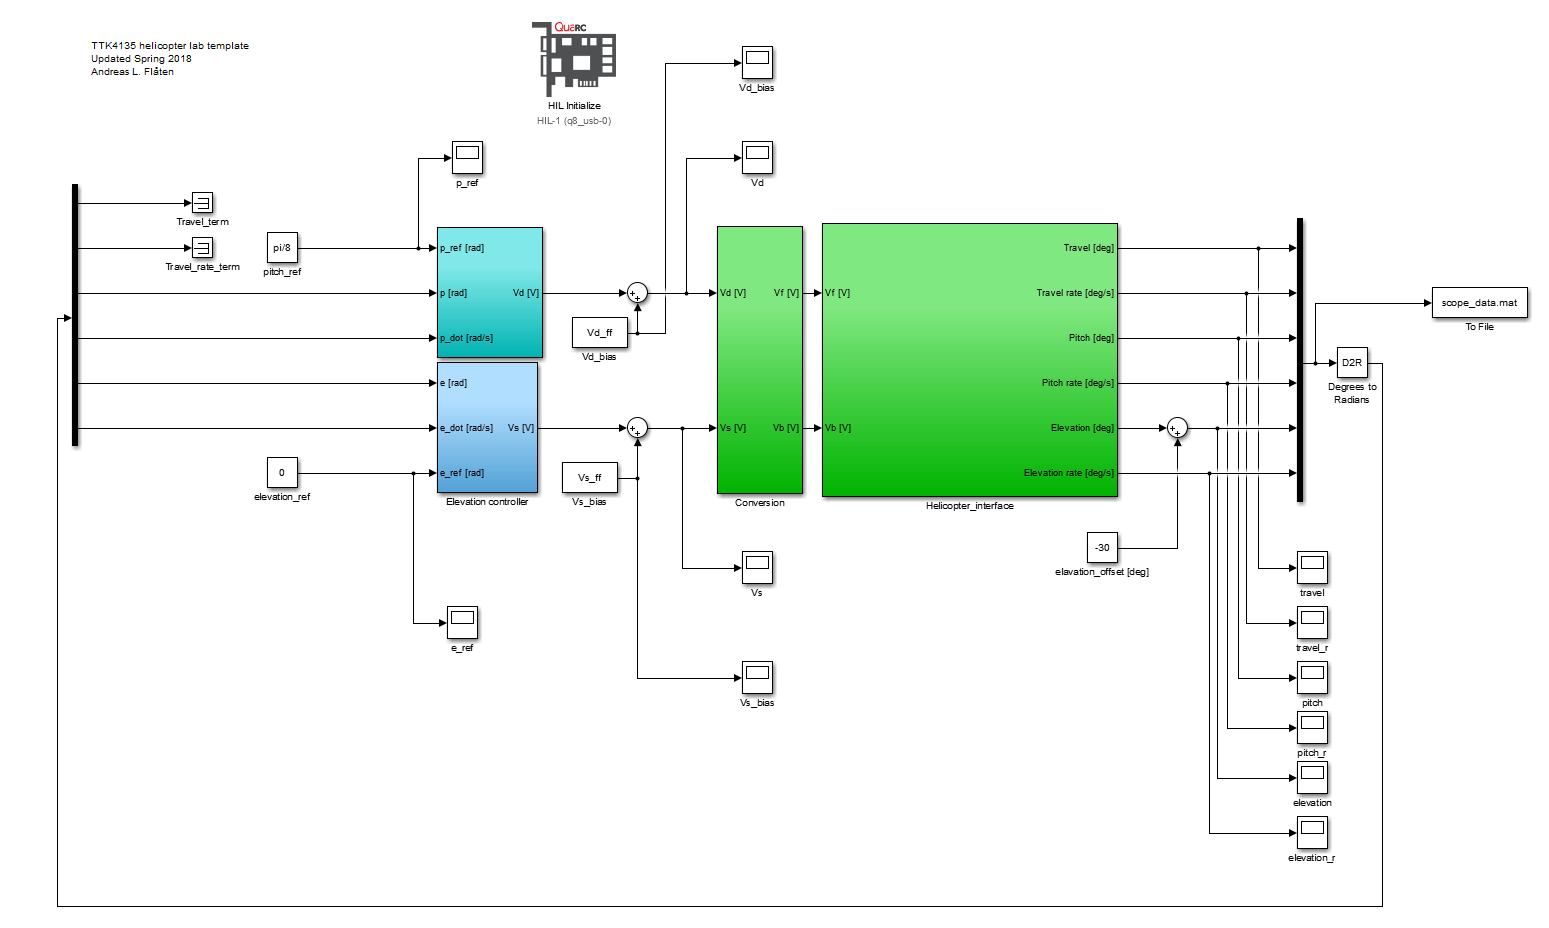 TTK4135 helicopter lab template
Updated Spring 2018
Andreas L. Flåten
QuaRC
HIL Initialize
HIL-1 (q8_usb-0)
Vd_bias
p_ref
Vd
Travel_term
Travel_rate_term
pi/8
pitch_ref
p_ref [rad]
p [rad]
Vd [V]
p_dot [rad/s]
Vd_ff
Vd_bias
e [rad]
e_dot [rad/s]
Vs [V]
e_ref [rad]
Elevation controller
0
elevation_ref
Vs_ff
Vs_bias
Vd [V]
Vf [V]
Vs [V]
Vb [V]
Conversion
Vf [V]
Vb [V]
Travel [deg]
Travel rate [deg/s]
Pitch [deg]
Pitch rate [deg/s]
Elevation [deg]
Elevation rate [deg/s]
Helicopter_interface
-30
elavation_offset [deg]
scope_data.mat
To File
D2R
Degrees to
Radians
Vs
e_ref
Vs_bias
travel
travel_r
pitch
pitch_r
elevation
elevation_r